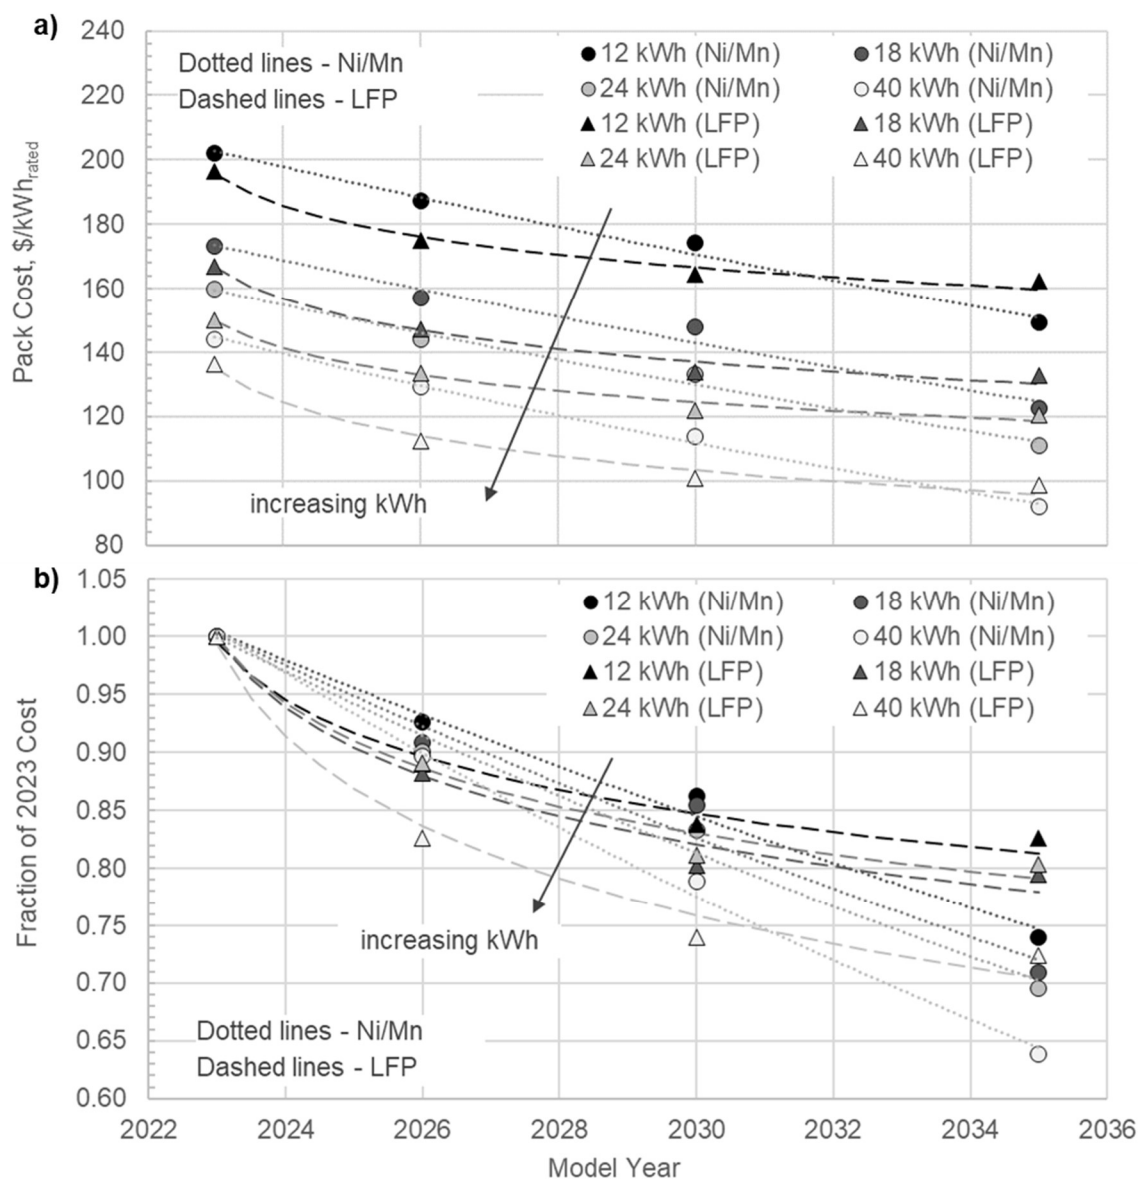 a)
240
220
200
180
160
140
120
100
80
Pack Cost, $/kWhrated
Dotted lines - Ni/Mn
Dashed lines - LFP
12 kWh (Ni/Mn)
18 kWh (Ni/Mn)
24 kWh (Ni/Mn)
40 kWh (Ni/Mn)
12 kWh (LFP)
18 kWh (LFP)
24 kWh (LFP)
40 kWh (LFP)
increasing kWh
b)
1.05
1.00
0.95
0.90
0.85
0.80
0.75
0.70
0.65
0.60
Fraction of 2023 Cost
12 kWh (Ni/Mn)
18 kWh (Ni/Mn)
24 kWh (Ni/Mn)
40 kWh (Ni/Mn)
12 kWh (LFP)
18 kWh (LFP)
24 kWh (LFP)
40 kWh (LFP)
increasing kWh
Dotted lines - Ni/Mn
Dashed lines - LFP
2022 2024 2026 2028 2030 2032 2034 2036
Model Year